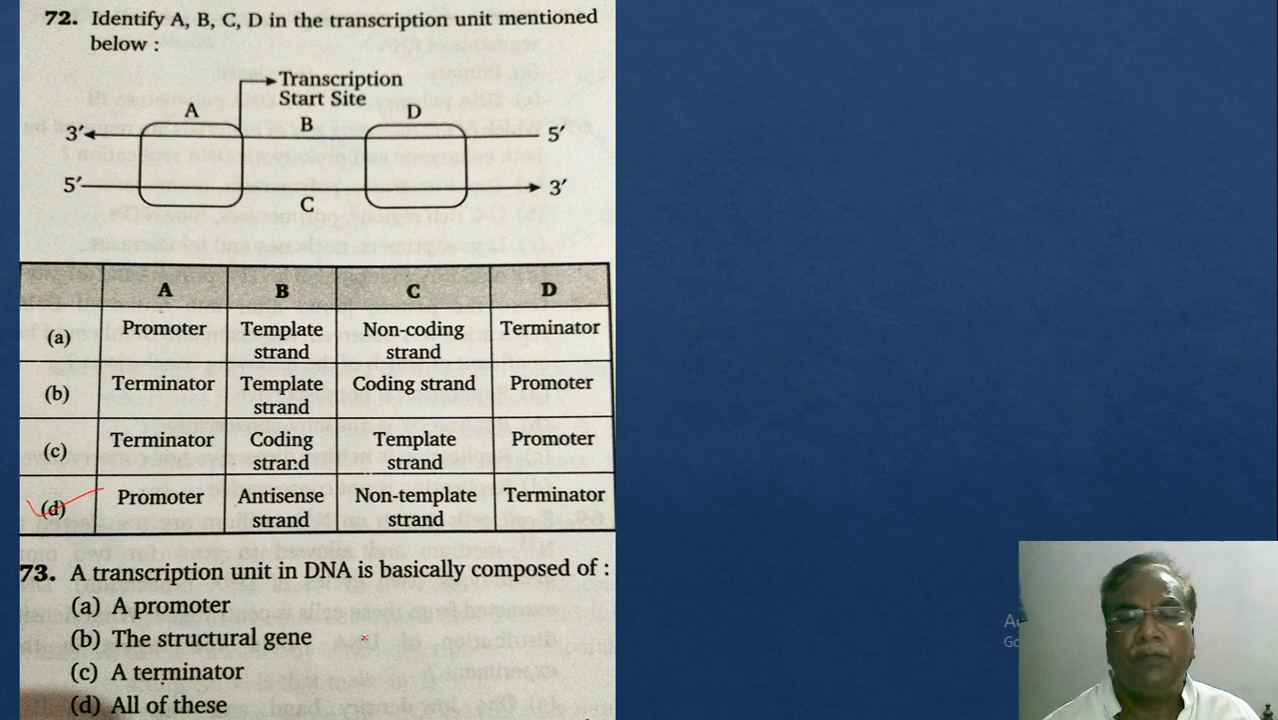 72. Identify A, B, C, D in the transcription unit mentioned
below :
Transcription
Start Site
A
B
D
3′
5′
5′
3′
C
A B C D
(a) Promoter Template strand Non-coding strand Terminator
(b) Terminator Template strand Coding strand Promoter
(c) Terminator Coding strand Template strand Promoter
(d) Promoter Antisense strand Non-template strand Terminator
73. A transcription unit in DNA is basically composed of :
(a) A promoter
(b) The structural gene
(c) A terminator
(d) All of these